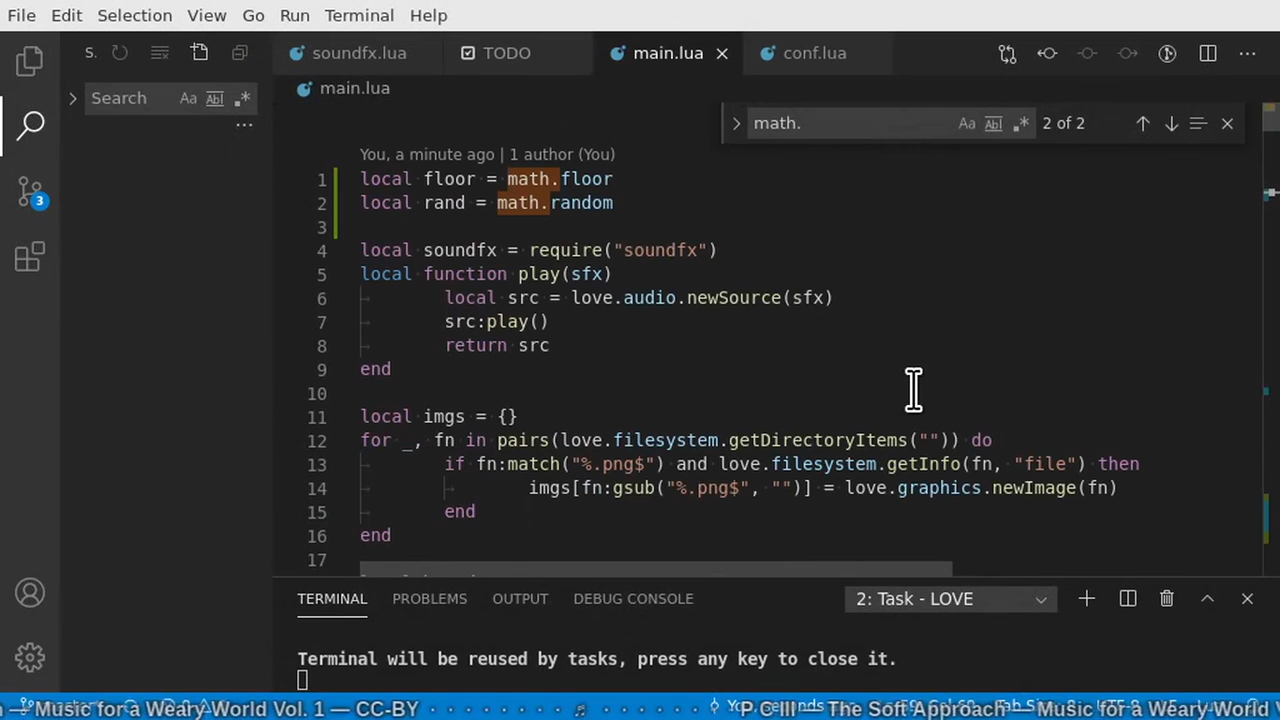 File Edit Selection View Go Run Terminal Help
S. soundfx.lua TODO main.lua conf.lua
Search Aa Abl .*
main.lua
math. Aa Abl .* 2 of 2
You, a minute ago | 1 author (You)
1 local floor = math.floor
2 local rand = math.random
3
4 local soundfx = require("soundfx")
5 local function play(sfx)
6 local src = love.audio.newSource(sfx)
7 src:play()
8 return src
9 end
10
11 local imgs = {}
12 for _, fn in pairs(love.filesystem.getDirectoryItems("")) do
13 if fn:match("%.png$") and love.filesystem.getInfo(fn, "file") then
14 imgs[fn:gsub("%.png$", "")] = love.graphics.newImage(fn)
15 end
16 end
17
3
TERMINAL PROBLEMS OUTPUT DEBUG CONSOLE 2: Task - LOVE
Terminal will be reused by tasks, press any key to close it.
— Music for a Weary World Vol. 1 — CC-BY · · · · · · ♬ · · · · · · P C III — The Soft Approach — Music for a Weary World V